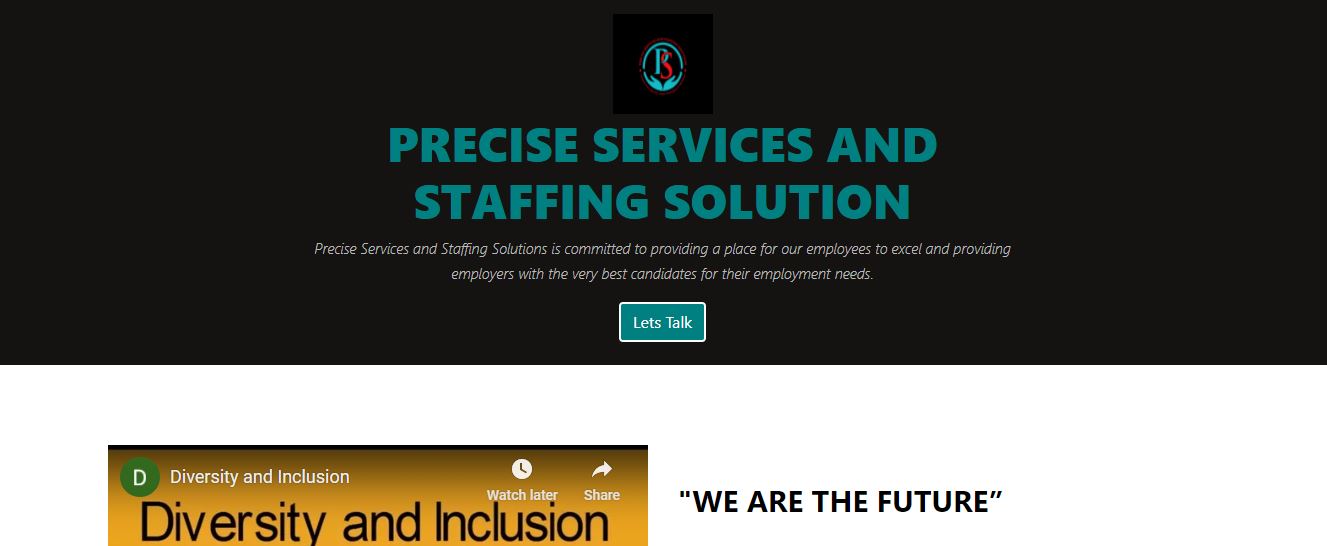 PS
PRECISE SERVICES AND
STAFFING SOLUTION
Precise Services and Staffing Solutions is committed to providing a place for our employees to excel and providing
employers with the very best candidates for their employment needs.
Lets Talk
D
Diversity and Inclusion
Watch later
Share
Diversity and Inclusion
"WE ARE THE FUTURE”